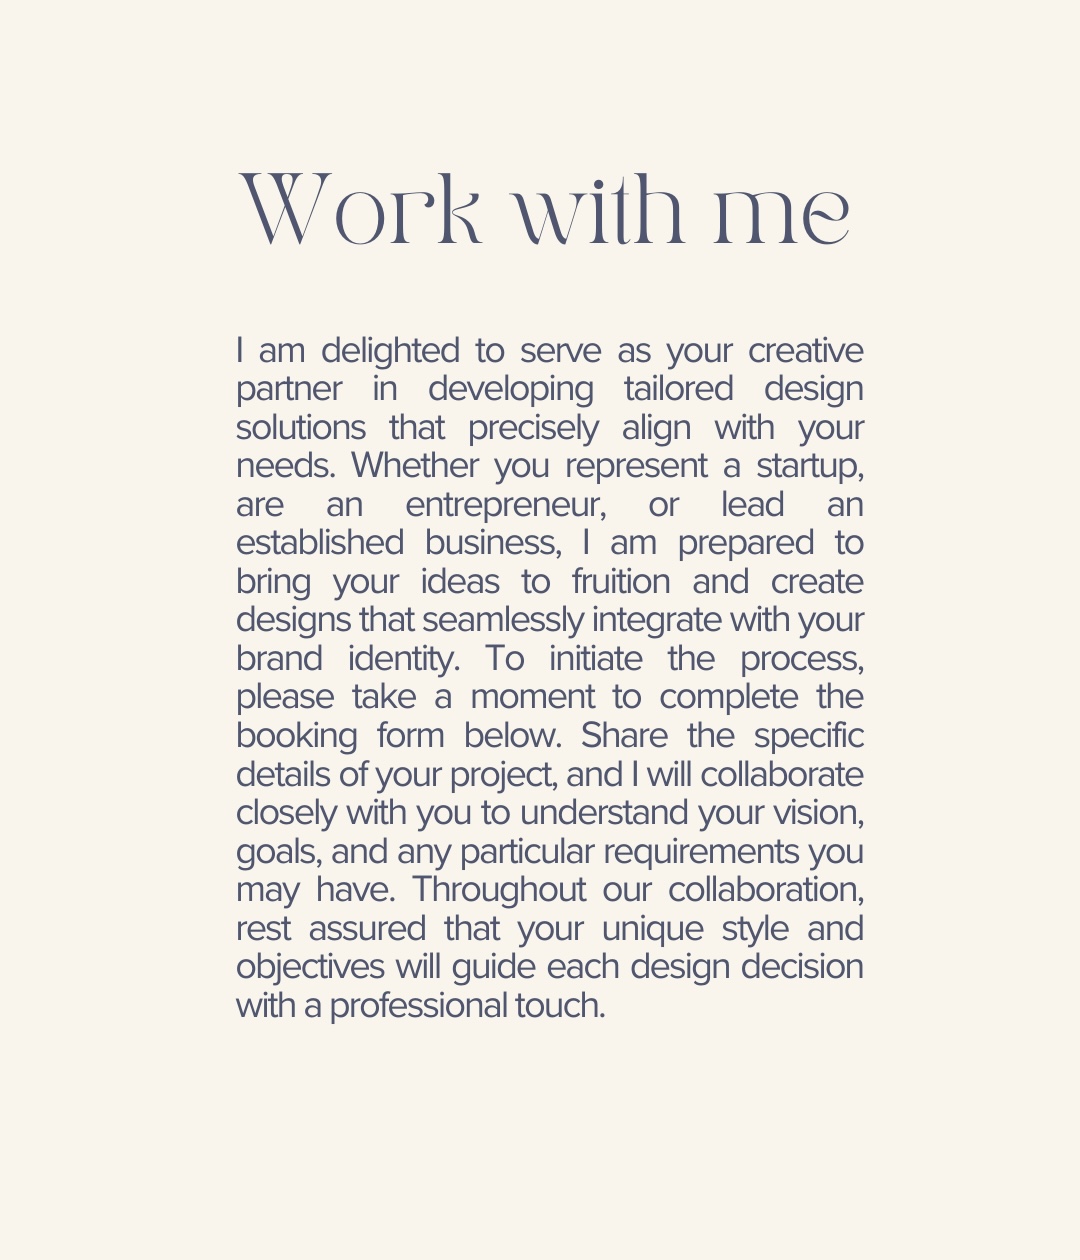 Work with me
I am delighted to serve as your creative
partner in developing tailored design
solutions that precisely align with your
needs. Whether you represent a startup,
are an entrepreneur, or lead an
established business, I am prepared to
bring your ideas to fruition and create
designs that seamlessly integrate with your
brand identity. To initiate the process,
please take a moment to complete the
booking form below. Share the specific
details of your project, and I will collaborate
closely with you to understand your vision,
goals, and any particular requirements you
may have. Throughout our collaboration,
rest assured that your unique style and
objectives will guide each design decision
with a professional touch.